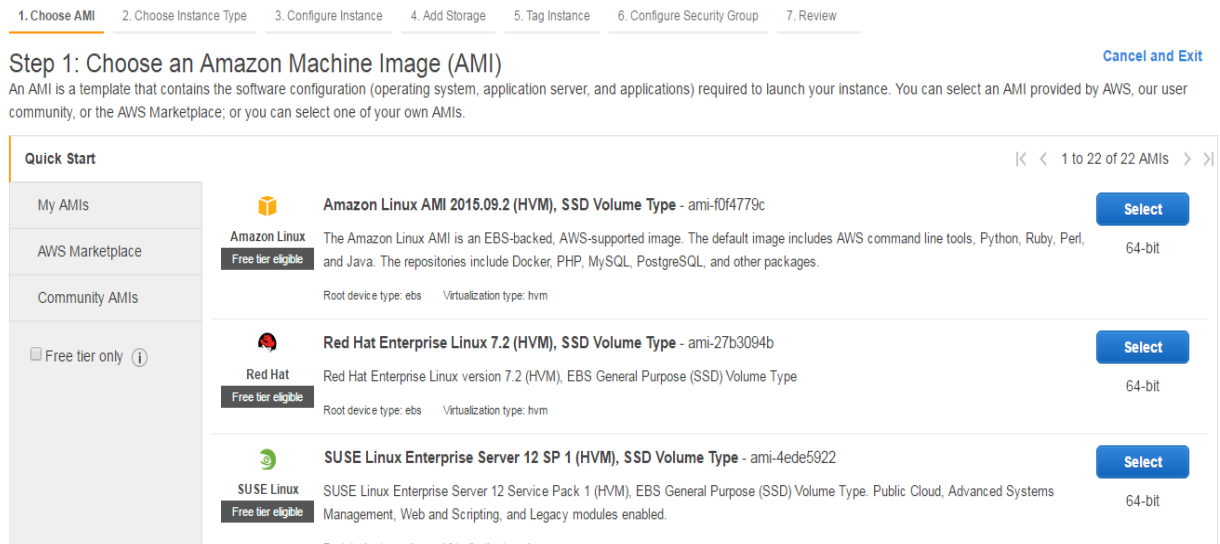 1. Choose AMI 2. Choose Instance Type 3. Configure Instance 4. Add Storage 5. Tag Instance 6. Configure Security Group 7. Review
Step 1: Choose an Amazon Machine Image (AMI)
Cancel and Exit
An AMI is a template that contains the software configuration (operating system, application server, and applications) required to launch your instance. You can select an AMI provided by AWS, our user
community, or the AWS Marketplace; or you can select one of your own AMIs.
Quick Start
1 to 22 of 22 AMIs
My AMIs
AWS Marketplace
Community AMIs
Free tier only
Amazon Linux
Free tier eligible
Amazon Linux AMI 2015.09.2 (HVM), SSD Volume Type - ami-f0f4779c
The Amazon Linux AMI is an EBS-backed, AWS-supported image. The default image includes AWS command line tools, Python, Ruby, Perl,
and Java. The repositories include Docker, PHP, MySQL, PostgreSQL, and other packages.
Root device type: ebs Virtualization type: hvm
Select
64-bit
Red Hat
Free tier eligible
Red Hat Enterprise Linux 7.2 (HVM), SSD Volume Type - ami-27b3094b
Red Hat Enterprise Linux version 7.2 (HVM), EBS General Purpose (SSD) Volume Type
Root device type: ebs Virtualization type: hvm
Select
64-bit
SUSE Linux
Free tier eligible
SUSE Linux Enterprise Server 12 SP 1 (HVM), SSD Volume Type - ami-4ede5922
SUSE Linux Enterprise Server 12 Service Pack 1 (HVM), EBS General Purpose (SSD) Volume Type. Public Cloud, Advanced Systems
Management, Web and Scripting, and Legacy modules enabled.
Select
64-bit